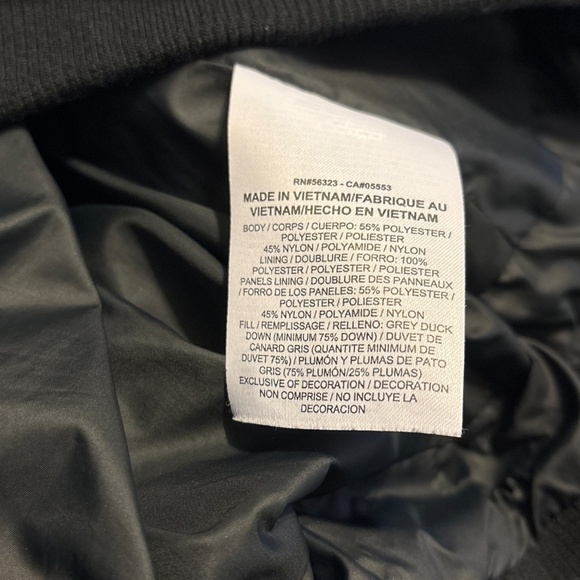 RN#56323 - CA#05553
MADE IN VIETNAM/FABRIQUE AU
VIETNAM/HECHO EN VIETNAM
BODY / CORPS / CUERPO: 55% POLYESTER /
POLYESTER / POLIESTER
45% NYLON / POLYAMIDE / NYLON
LINING / DOUBLURE / FORRO: 100%
POLYESTER / POLYESTER / POLIESTER
PANELS LINING / DOUBLURE DES PANNEAUX
/ FORRO DE LOS PANELES: 55% POLYESTER /
POLYESTER / POLIESTER
45% NYLON / POLYAMIDE / NYLON
FILL / REMPLISSAGE / RELLENO: GREY DUCK
DOWN (MINIMUM 75% DOWN) / DUVET DE
CANARD GRIS (QUANTITE MINIMUM DE
DUVET 75%) / PLUMÓN Y PLUMAS DE PATO
GRIS (75% PLUMÓN/25% PLUMAS)
EXCLUSIVE OF DECORATION / DECORATION
NON COMPRISE / NO INCLUYE LA
DECORACION